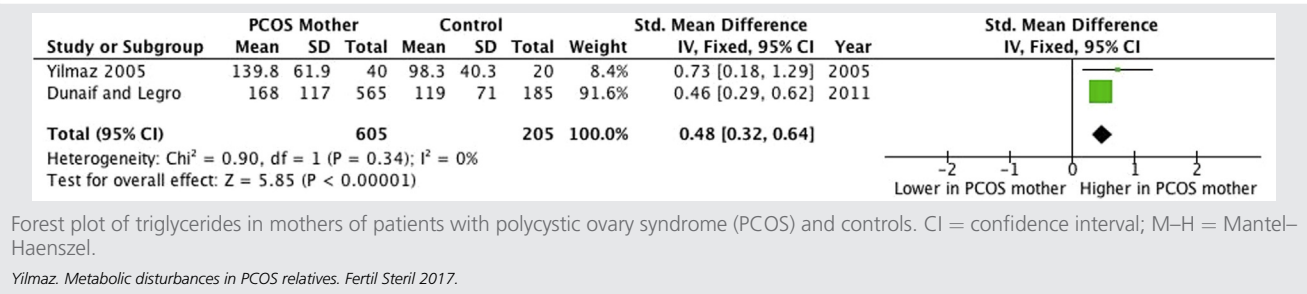 PCOS Mother Control Std. Mean Difference Std. Mean Difference
Study or Subgroup Mean SD Total Mean SD Total Weight IV, Fixed, 95% CI Year IV, Fixed, 95% CI
Yilmaz 2005 139.8 61.9 40 98.3 40.3 20 8.4% 0.73 [0.18, 1.29] 2005
Dunaif and Legro 168 117 565 119 71 185 91.6% 0.46 [0.29, 0.62] 2011
Total (95% CI) 605 205 100.0% 0.48 [0.32, 0.64]
Heterogeneity: Chi² = 0.90, df = 1 (P = 0.34); I² = 0%
Test for overall effect: Z = 5.85 (P < 0.00001)
-2 -1 0 1 2
Lower in PCOS mother Higher in PCOS mother
Forest plot of triglycerides in mothers of patients with polycystic ovary syndrome (PCOS) and controls. CI = confidence interval; M–H = Mantel–
Haenszel.
Yilmaz. Metabolic disturbances in PCOS relatives. Fertil Steril 2017.